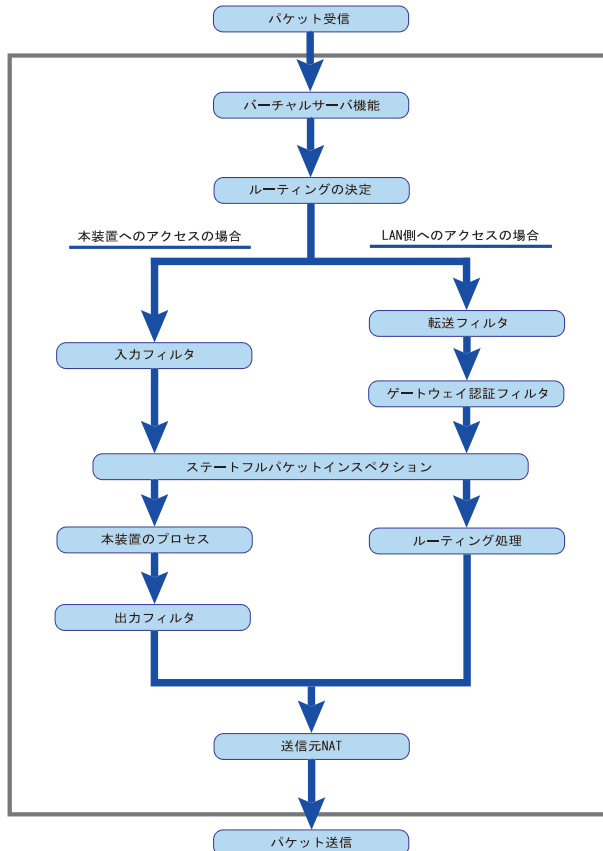 パケット受信
バーチャルサーバ機能
ルーティングの決定
本装置へのアクセスの場合
LAN側へのアクセスの場合
転送フィルタ
入力フィルタ
ゲートウェイ認証フィルタ
ステートフルパケットインスペクション
本装置のプロセス
ルーティング処理
出力フィルタ
送信元NAT
パケット送信